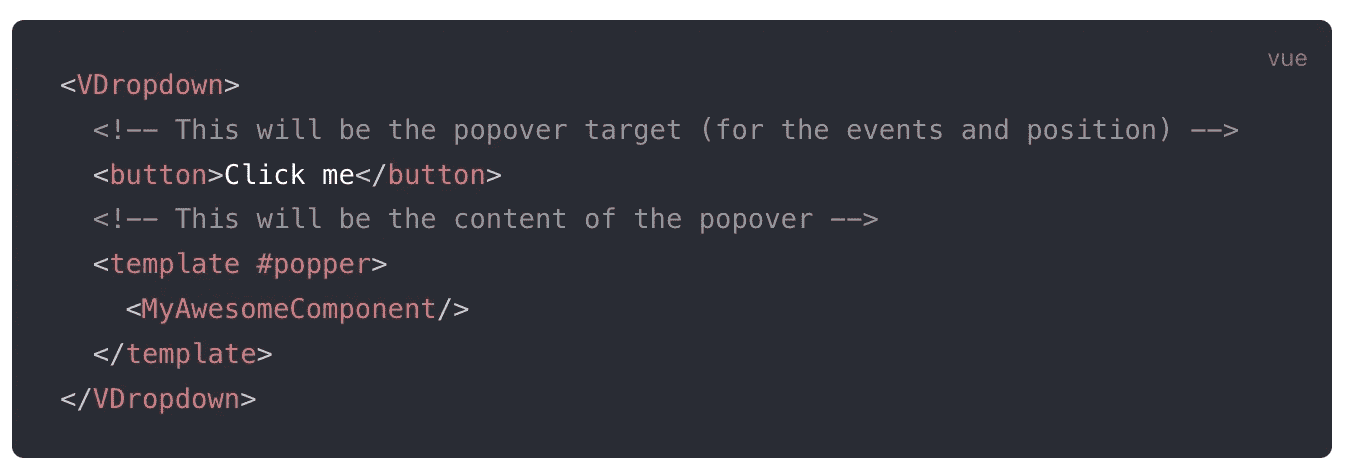 vue
<VDropdown>
<!-- This will be the popover target (for the events and position) -->
<button>Click me</button>
<!-- This will be the content of the popover -->
<template #popper>
<MyAwesomeComponent/>
</template>
</VDropdown>